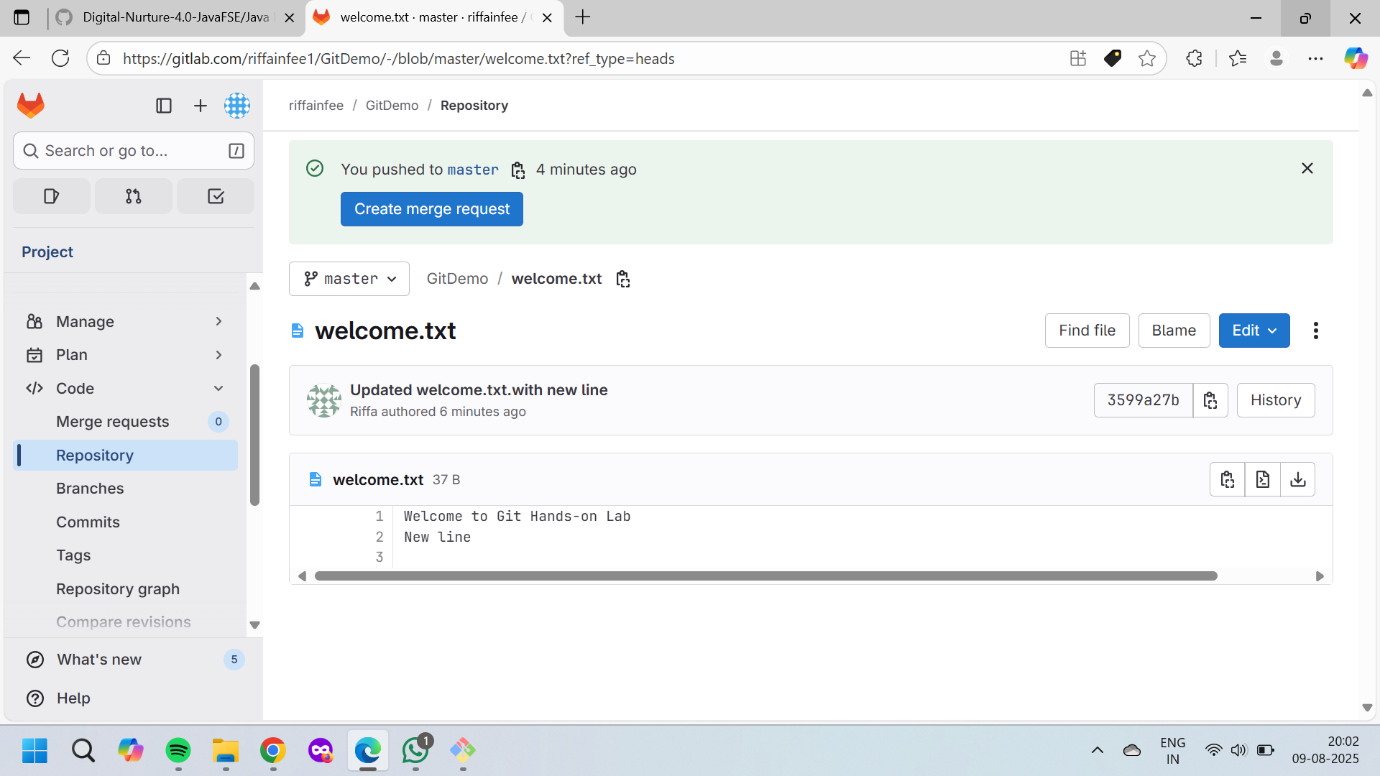 Digital-Nurture-4.0-JavaFSE/Java
welcome.txt · master · riffainfee /
https://gitlab.com/riffainfee1/GitDemo/-/blob/master/welcome.txt?ref_type=heads
Search or go to...
/
Project
Manage
Plan
Code
Merge requests
0
Repository
Branches
Commits
Tags
Repository graph
Compare revisions
What's new
5
Help
riffainfee / GitDemo / Repository
You pushed to master 4 minutes ago
Create merge request
master
GitDemo / welcome.txt
welcome.txt
Find file
Blame
Edit
Updated welcome.txt.with new line
Riffa authored 6 minutes ago
3599a27b
History
welcome.txt 37 B
1 Welcome to Git Hands-on Lab
2 New line
3
1
ENG
IN
20:02
09-08-2025